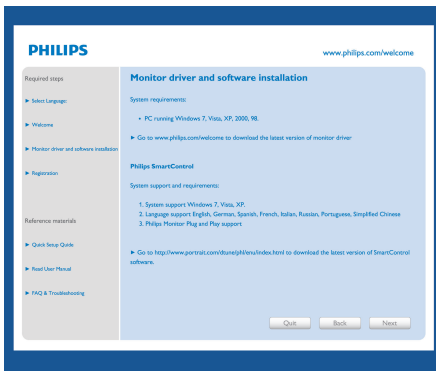 PHILIPS
www.philips.com/welcome
Required steps
► Select Language:
► Welcome
► Monitor driver and software installation
► Registration
Reference materials
► Quick Setup Quide
► Read User Manual
► FAQ & Troubleshooting
Monitor driver and software installation
System requirements:
• PC running Windows 7, Vista, XP, 2000, 98.
► Go to www.philips.com/welcome to download the latest version of monitor driver
Philips SmartControl
System support and requirements:
1. System support Windows 7, Vista, XP.
2. Language support English, German, Spanish, French, Italian, Russian, Portuguese, Simplified Chinese
3. Philips Monitor Plug and Play support
► Go to http://www.portrait.com/dtune/phl/enu/index.html to download the latest version of SmartControl
software.
Quit Back Next